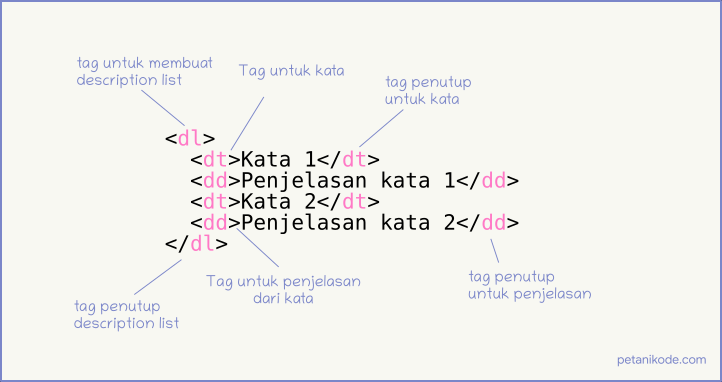 tag untuk membuat
description list
Tag untuk kata
tag penutup
untuk kata
<dl>
<dt>Kata 1</dt>
<dd>Penjelasan kata 1</dd>
<dt>Kata 2</dt>
<dd>Penjelasan kata 2</dd>
</dl>
Tag untuk penjelasan
dari kata
tag penutup
untuk penjelasan
tag penutup
description list
petanikode.com